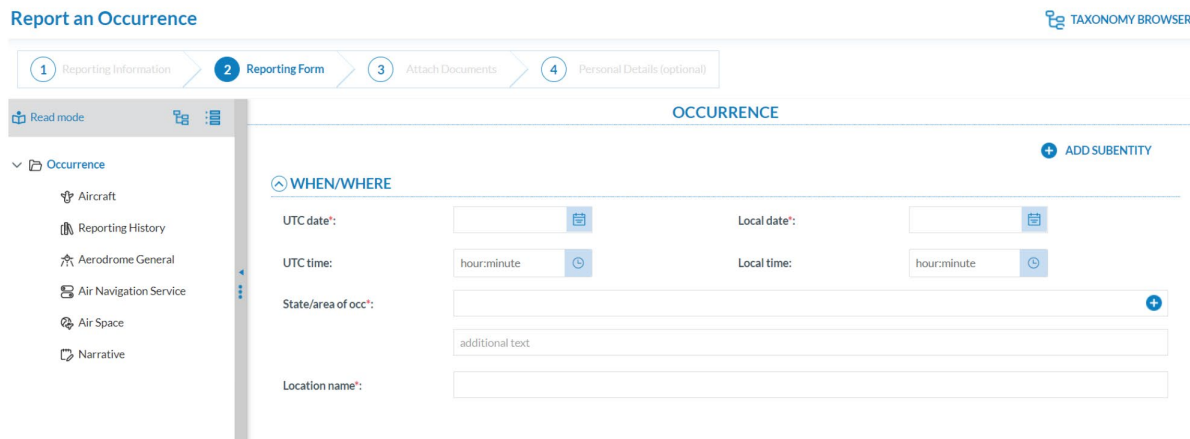 Report an Occurrence
TAXONOMY BROWSER
1 Reporting Information 2 Reporting Form 3 Attach Documents 4 Personal Details (optional)
Read mode
OCCURRENCE
ADD SUBENTITY
Occurrence
Aircraft
Reporting History
Aerodrome General
Air Navigation Service
Air Space
Narrative
WHEN/WHERE
UTC date*: Local date*:
UTC time: hour:minute Local time: hour:minute
State/area of occ*:
additional text
Location name*: